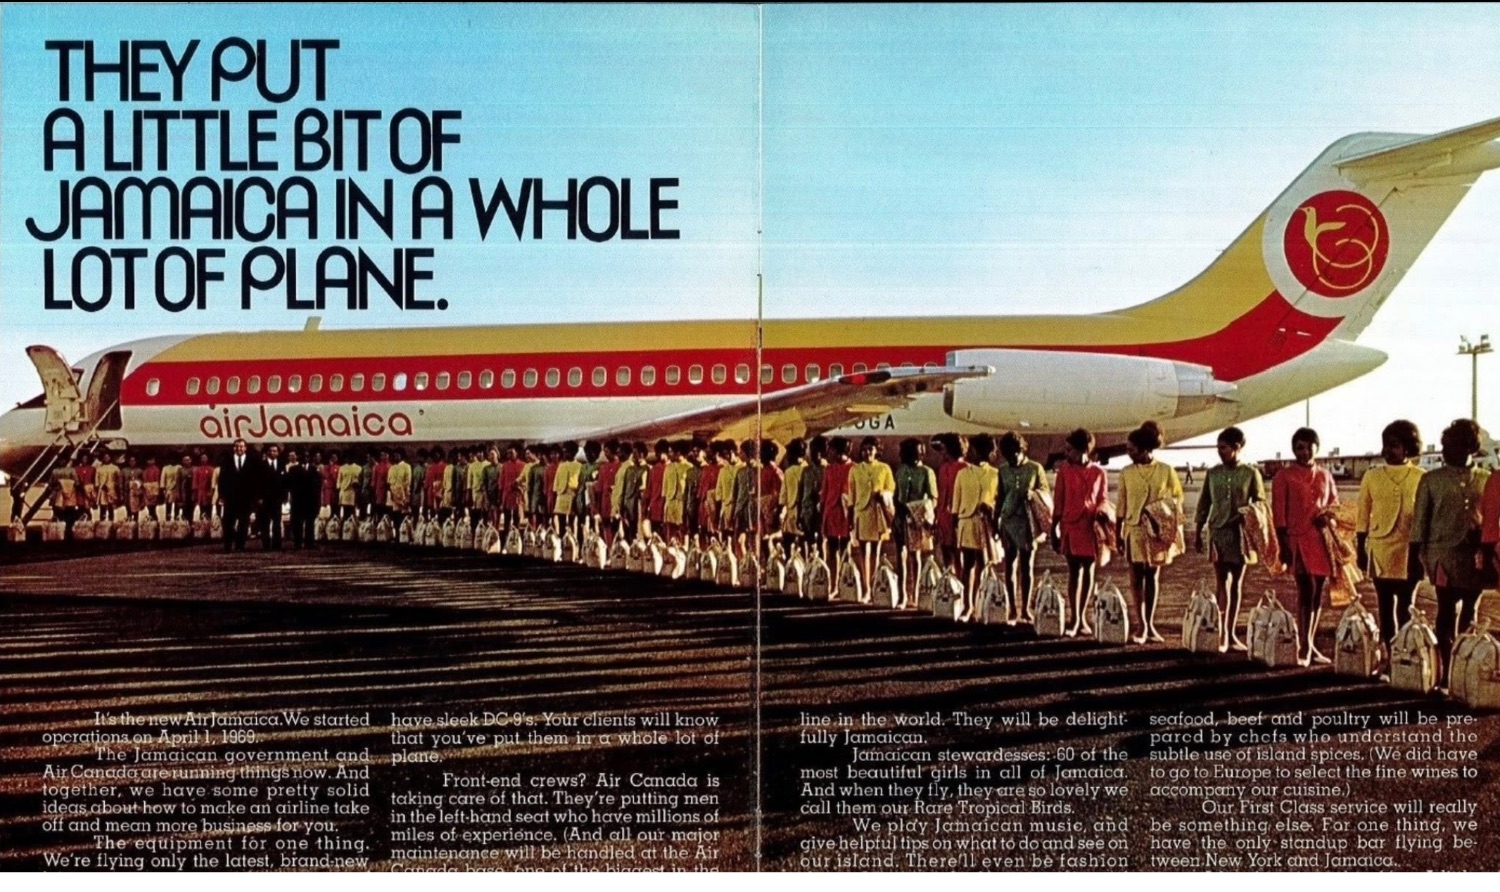 THEY PUT
A LITTLE BIT OF
JAMAICA IN A WHOLE
LOT OF PLANE.
airJamaica
OGA
It's the new Air Jamaica. We started
operations on April 1, 1969.
The Jamaican government and
Air Canada are running things now. And
together, we have some pretty solid
ideas about how to make an airline take
off and mean more business for you.
The equipment for one thing.
We're flying only the latest, brand-new
have sleek DC-9's. Your clients will know
that you've put them in a whole lot of
plane.
Front-end crews? Air Canada is
taking care of that. They're putting men
in the left-hand seat who have millions of
miles of experience. (And all our major
maintenance will be handled at the Air
Canada base, one of the biggest in the
line in the world. They will be delight-
fully Jamaican.
Jamaican stewardesses: 60 of the
most beautiful girls in all of Jamaica.
And when they fly, they are so lovely we
call them our Rare Tropical Birds.
We play Jamaican music, and
give helpful tips on what to do and see on
our island. There'll even be fashion
seafood, beef and poultry will be pre-
pared by chefs who understand the
subtle use of island spices. (We did have
to go to Europe to select the fine wines to
accompany our cuisine.)
Our First Class service will really
be something else. For one thing, we
have the only standup bar flying be-
tween New York and Jamaica.